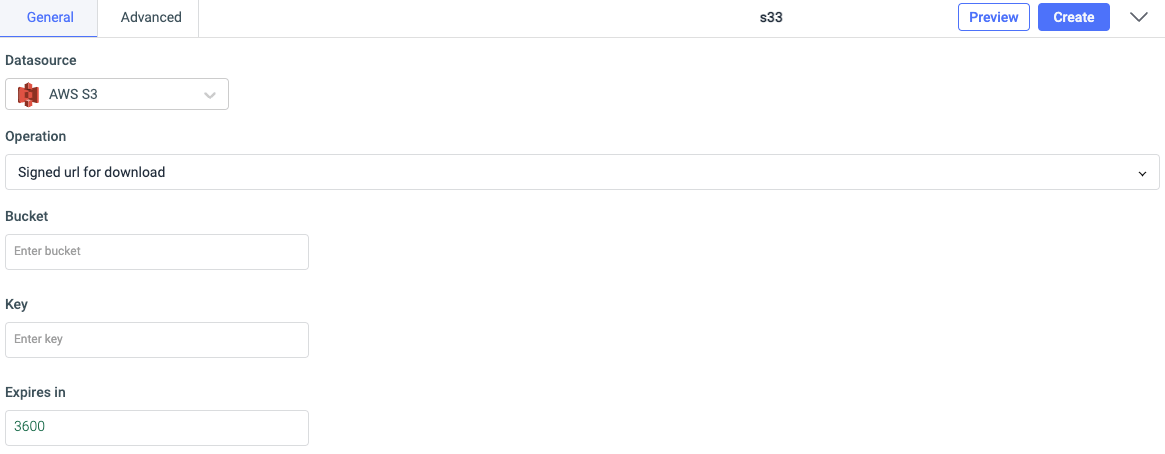 General Advanced s33 Preview Create
Datasource
AWS S3
Operation
Signed url for download
Bucket
Enter bucket
Key
Enter key
Expires in
3600